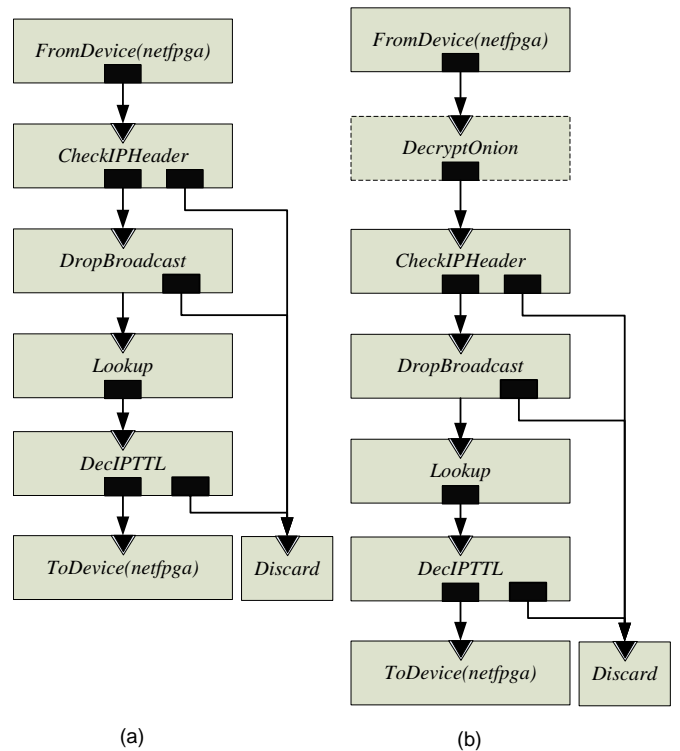 FromDevice(netfpga)
CheckIPHeader
DropBroadcast
Lookup
DecIPTTL
ToDevice(netfpga)
Discard
(a)
FromDevice(netfpga)
DecryptOnion
CheckIPHeader
DropBroadcast
Lookup
DecIPTTL
ToDevice(netfpga)
Discard
(b)